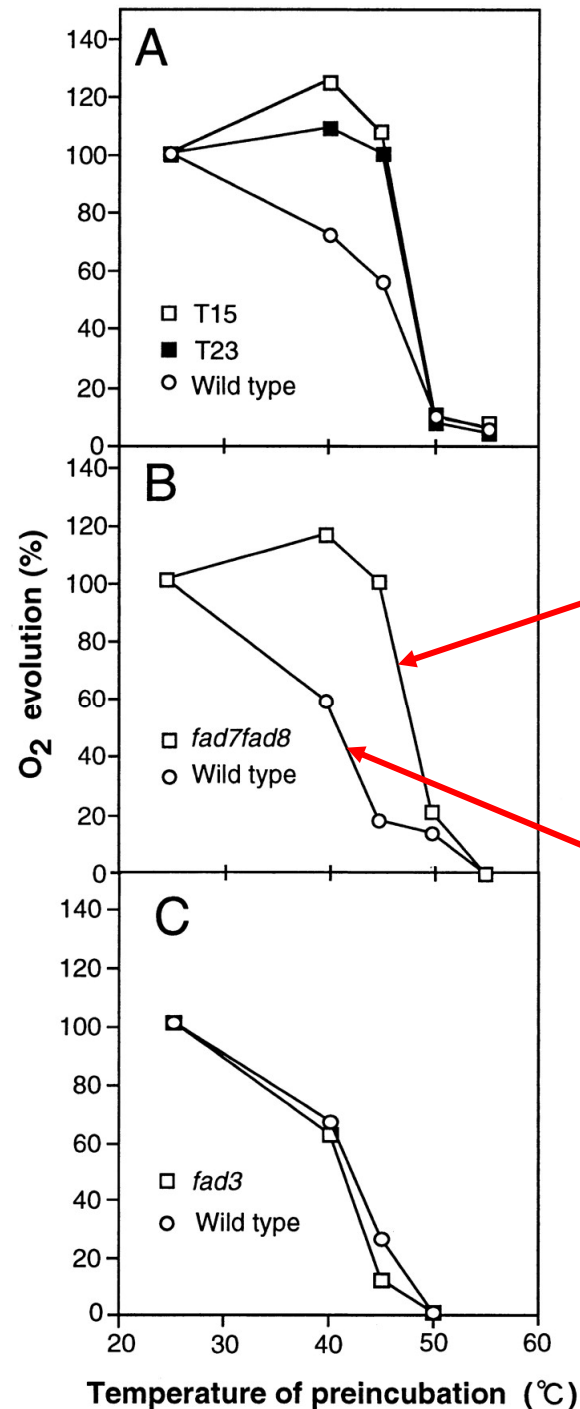 A
140
120
100
80
60
40
20
0
T15
T23
Wild type
B
140
120
100
80
60
40
20
0
fad7fad8
Wild type
C
140
120
100
80
60
40
20
0
fad3
Wild type
20 30 40 50 60
O2 evolution (%)
Temperature of preincubation (℃)